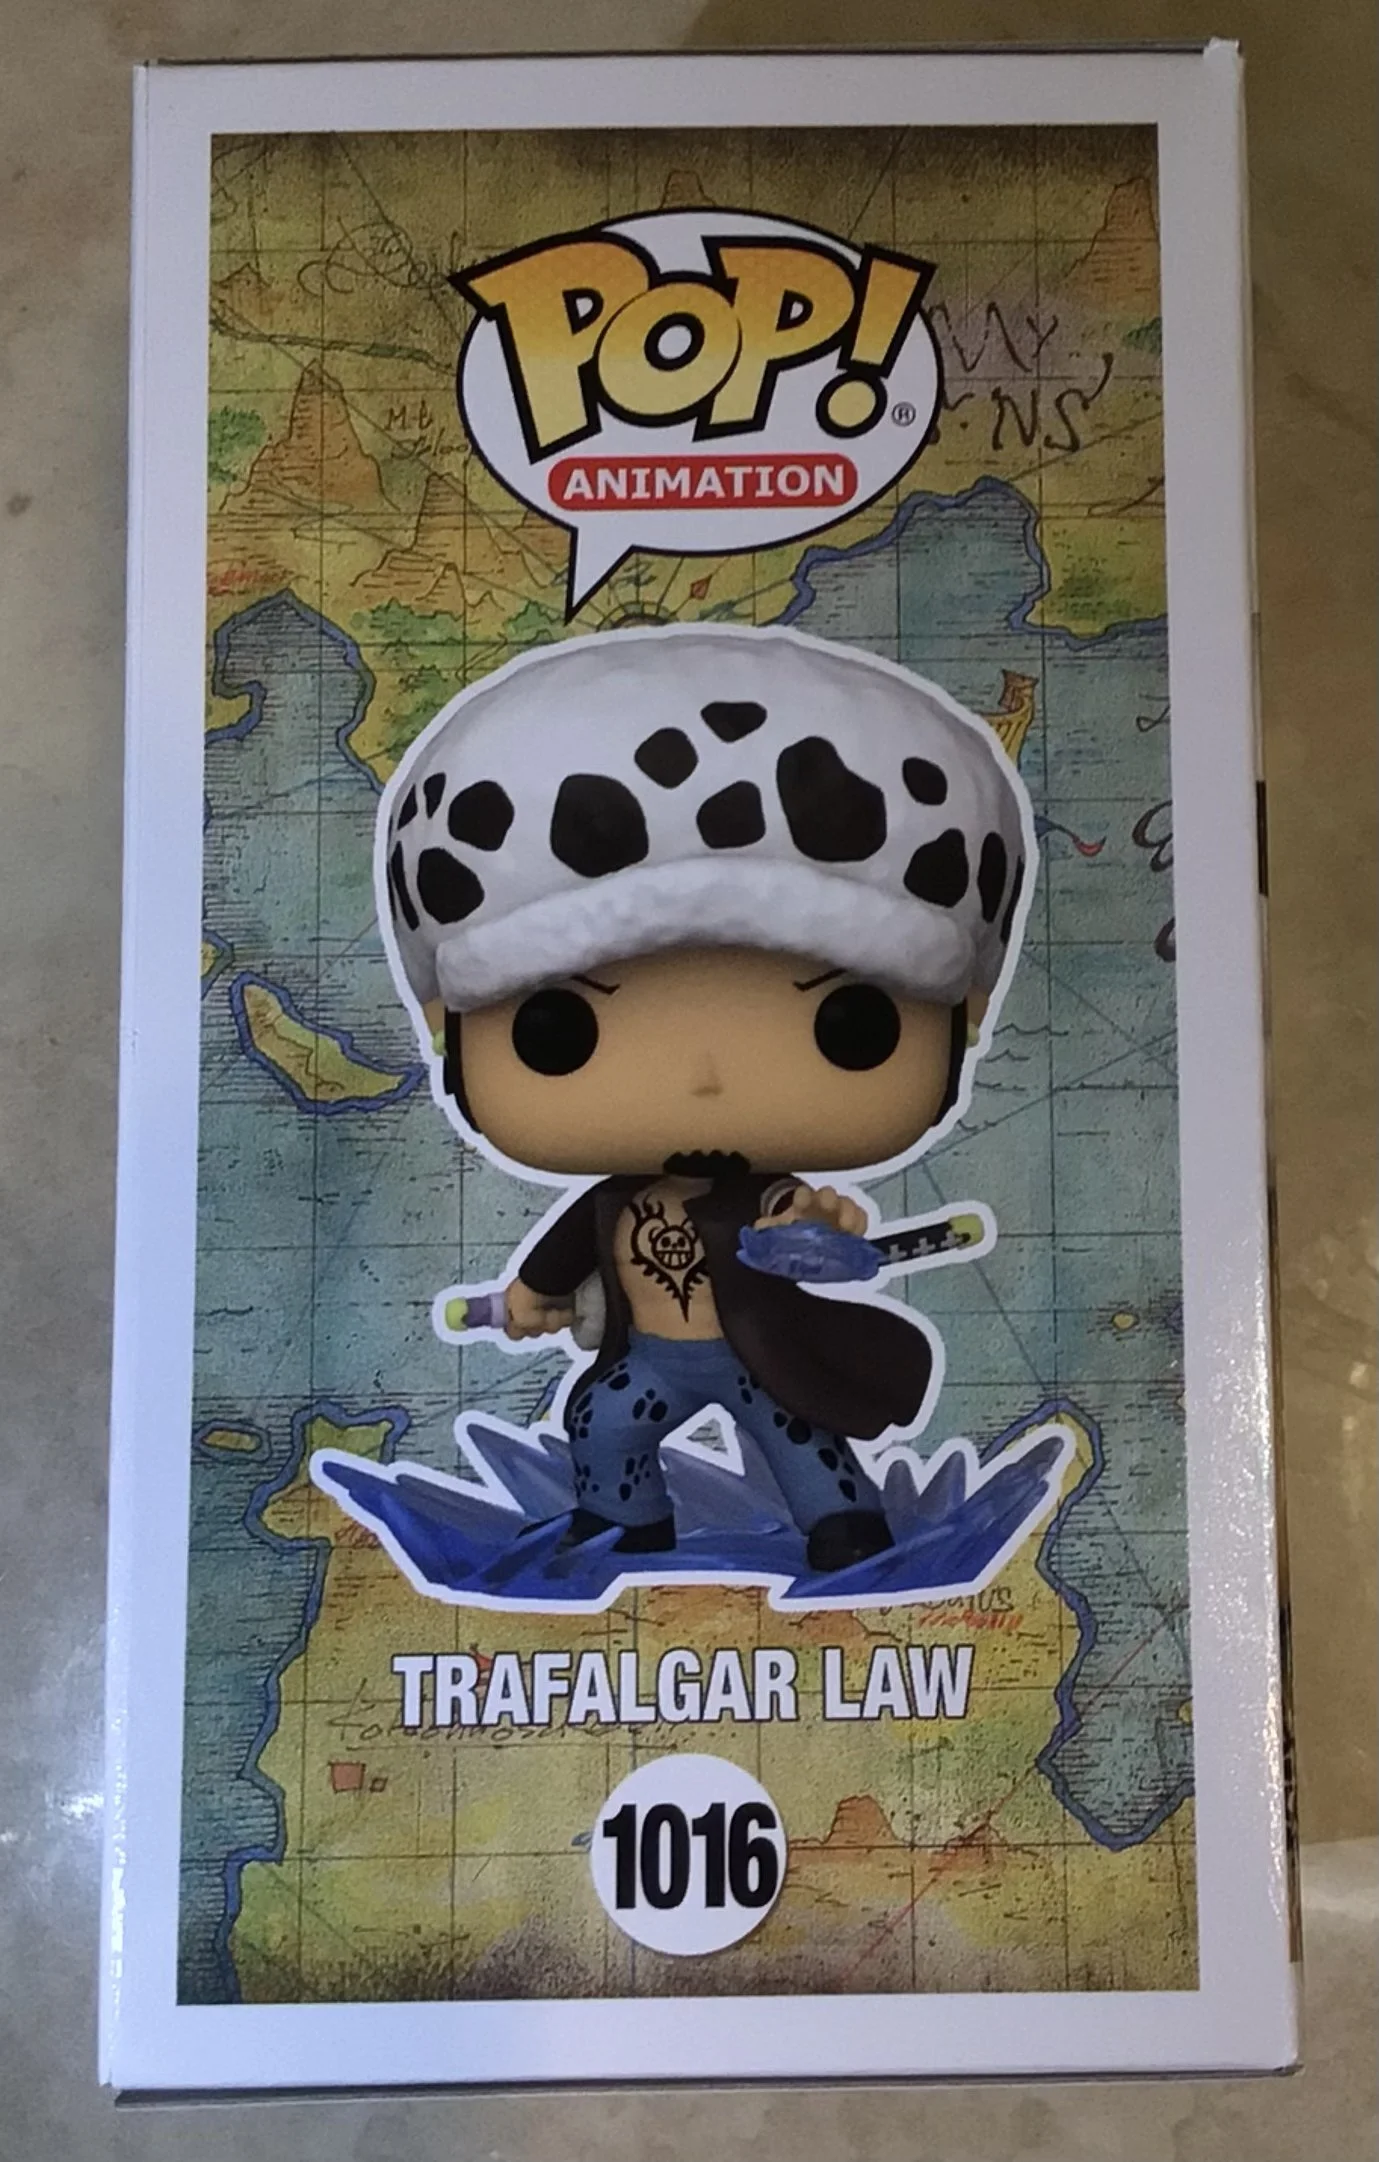 POP!
®
ANIMATION
TRAFALGAR LAW
1016